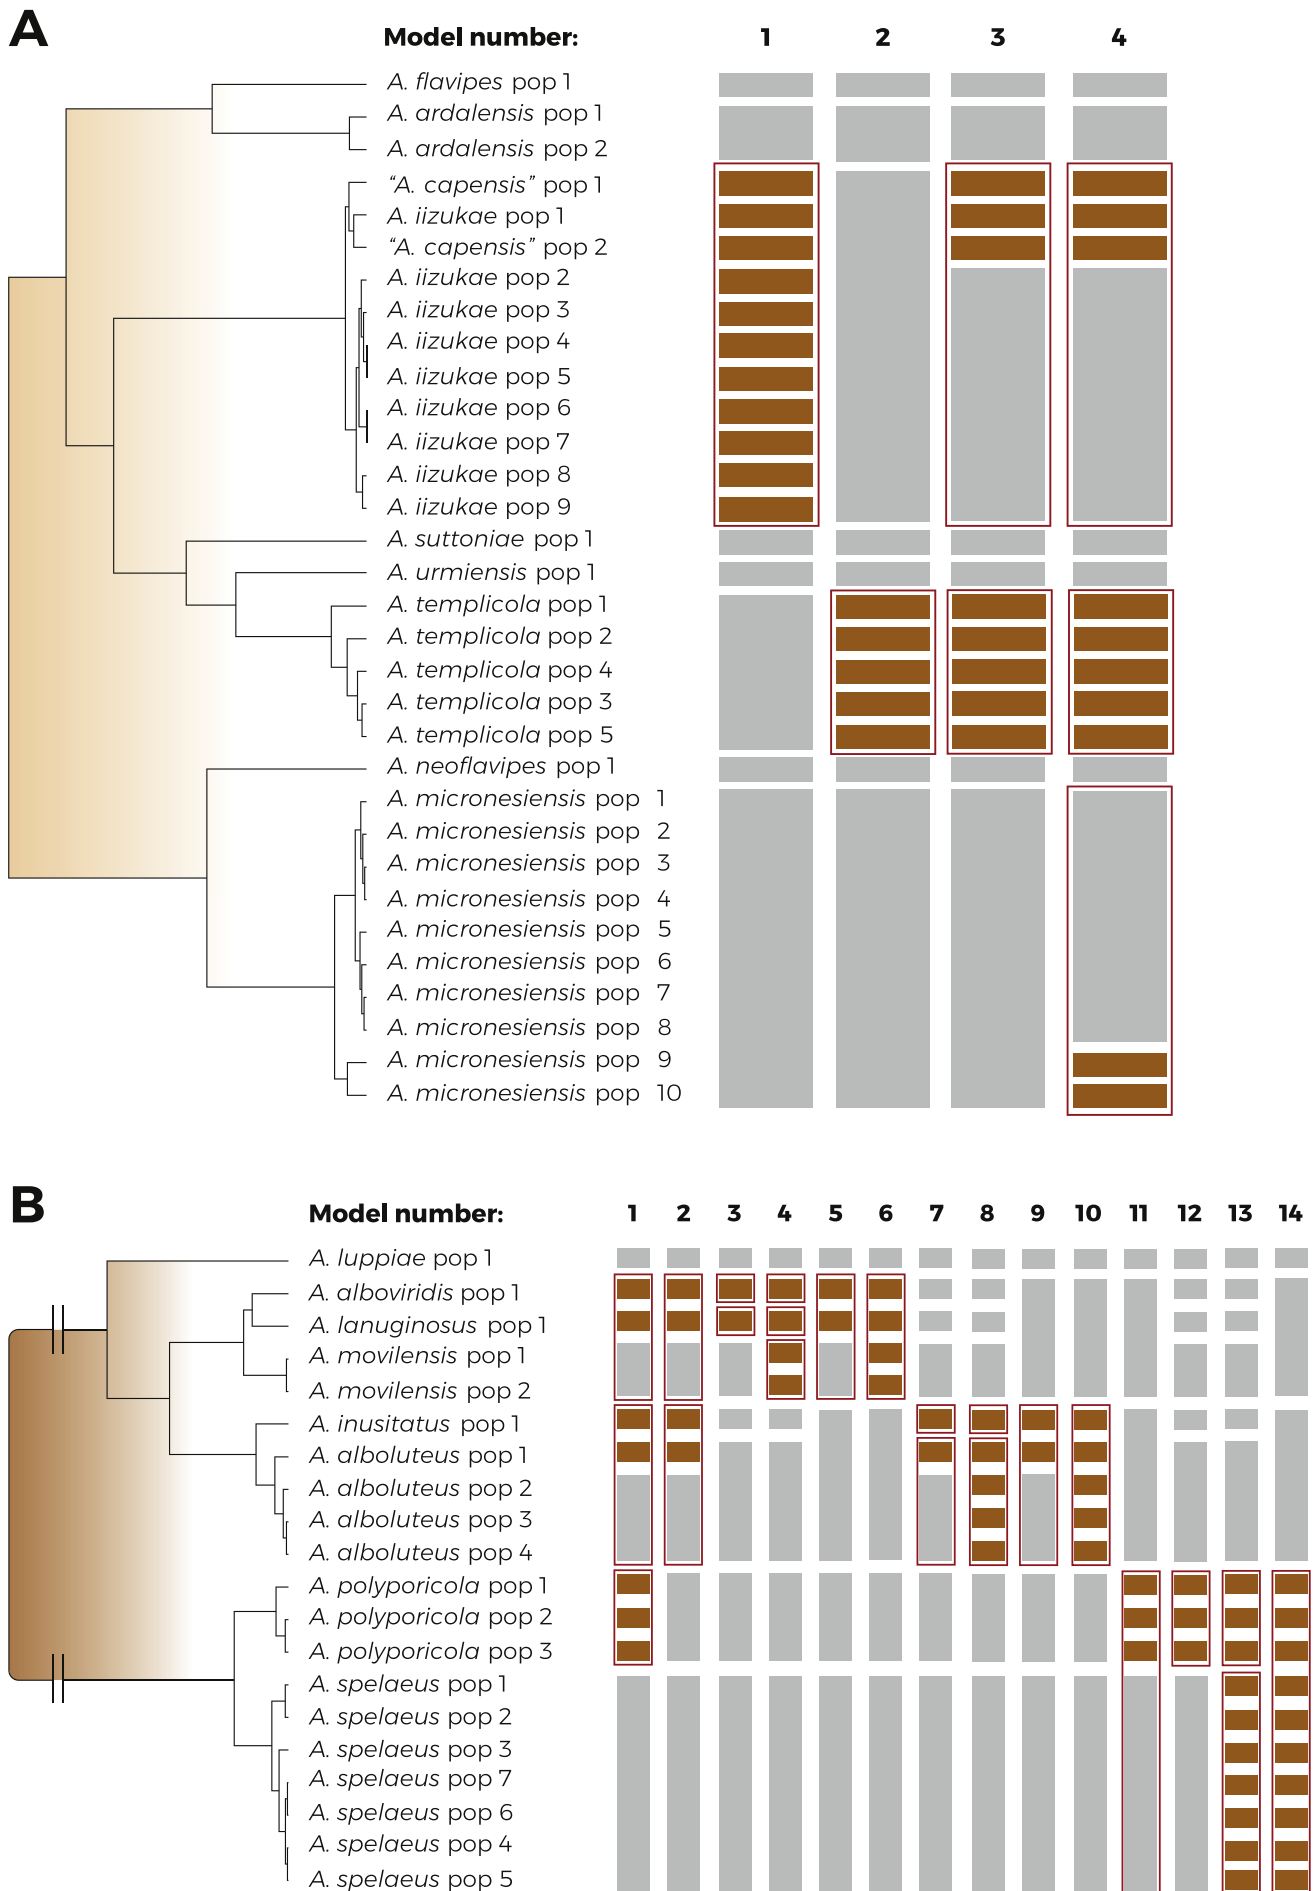 A
Model number: 1 2 3 4
A. flavipes pop 1
A. ardalensis pop 1
A. ardalensis pop 2
“A. capensis” pop 1
A. iizukae pop 1
“A. capensis” pop 2
A. iizukae pop 2
A. iizukae pop 3
A. iizukae pop 4
A. iizukae pop 5
A. iizukae pop 6
A. iizukae pop 7
A. iizukae pop 8
A. iizukae pop 9
A. suttoniae pop 1
A. urmiensis pop 1
A. templicola pop 1
A. templicola pop 2
A. templicola pop 4
A. templicola pop 3
A. templicola pop 5
A. neoflavipes pop 1
A. micronesiensis pop 1
A. micronesiensis pop 2
A. micronesiensis pop 3
A. micronesiensis pop 4
A. micronesiensis pop 5
A. micronesiensis pop 6
A. micronesiensis pop 7
A. micronesiensis pop 8
A. micronesiensis pop 9
A. micronesiensis pop 10
B
Model number: 1 2 3 4 5 6 7 8 9 10 11 12 13 14
A. luppiae pop 1
A. alboviridis pop 1
A. lanuginosus pop 1
A. movilensis pop 1
A. movilensis pop 2
A. inusitatus pop 1
A. alboluteus pop 1
A. alboluteus pop 2
A. alboluteus pop 3
A. alboluteus pop 4
A. polyporicola pop 1
A. polyporicola pop 2
A. polyporicola pop 3
A. spelaeus pop 1
A. spelaeus pop 2
A. spelaeus pop 3
A. spelaeus pop 7
A. spelaeus pop 6
A. spelaeus pop 4
A. spelaeus pop 5